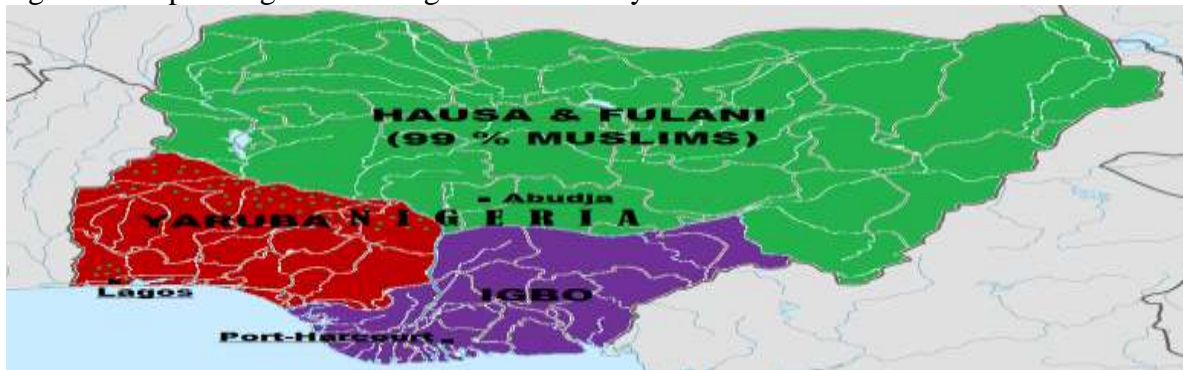 HAUSA & FULANI
(99 % MUSLIMS)
Abudja
YARUBA NIGERIA
Lagos
IGBO
Port-Harcourt